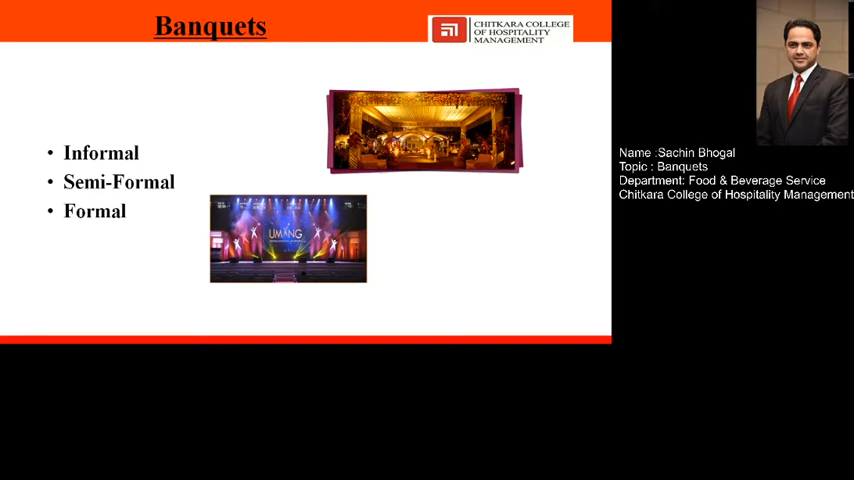 Banquets
CHITKARA COLLEGE
OF HOSPITALITY
MANAGEMENT
• Informal
• Semi-Formal
• Formal
UMANG
Name :Sachin Bhogal
Topic : Banquets
Department: Food & Beverage Service
Chitkara College of Hospitality Management